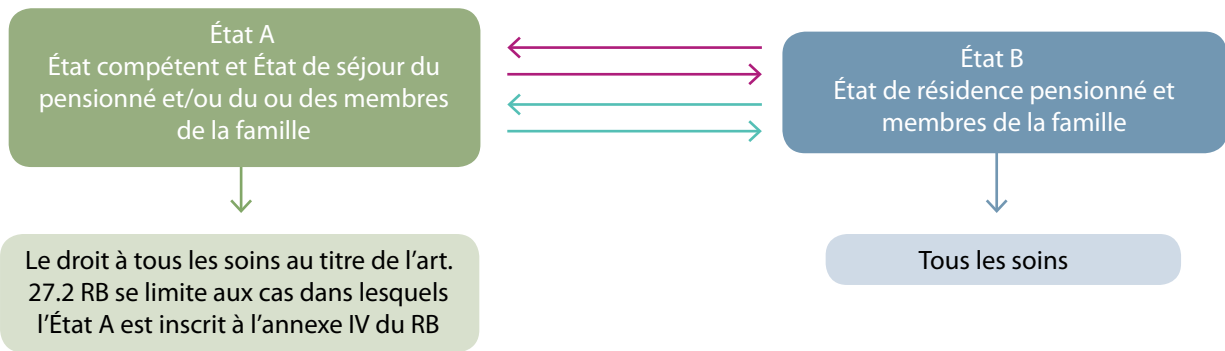 État A
État compétent et État de séjour du
pensionné et/ou du ou des membres
de la famille
État B
État de résidence pensionné et
membres de la famille
Le droit à tous les soins au titre de l’art.
27.2 RB se limite aux cas dans lesquels
l’État A est inscrit à l’annexe IV du RB
Tous les soins